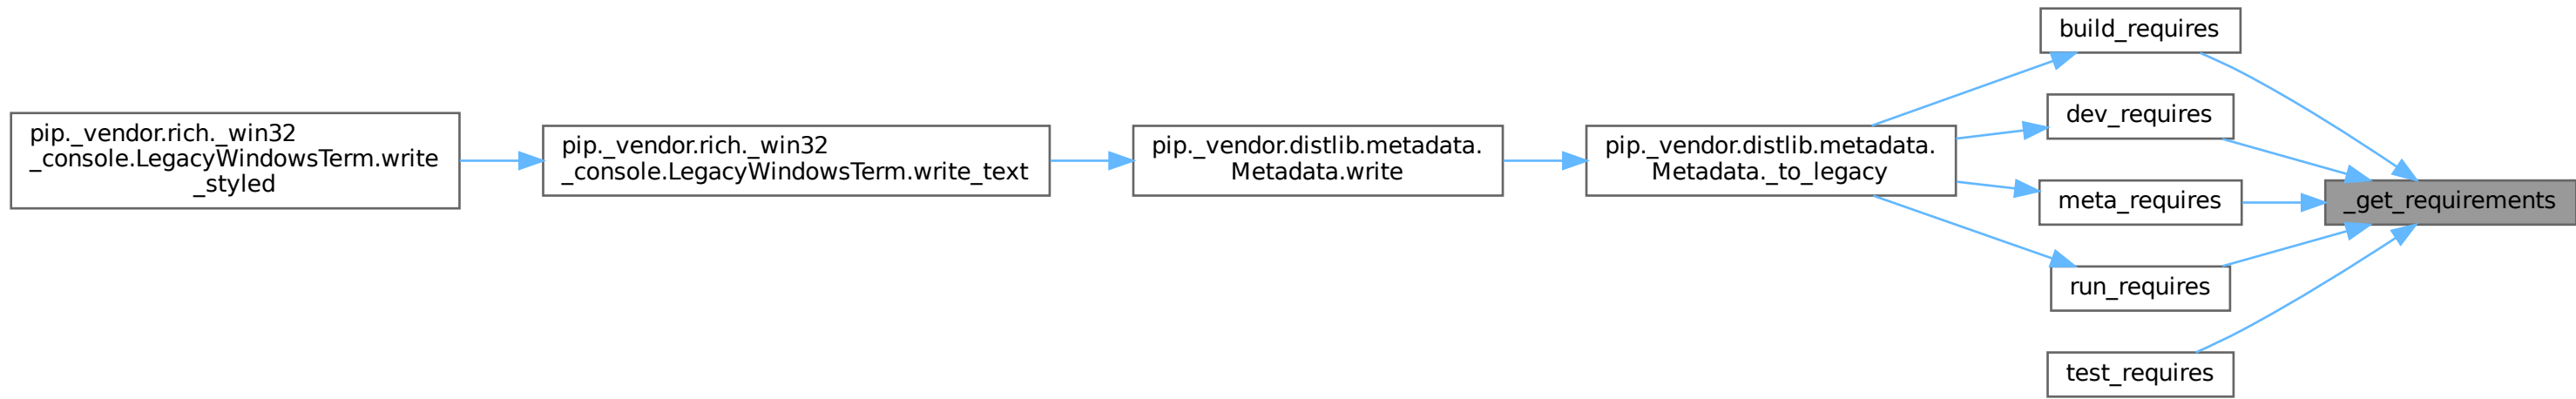 pip._vendor.rich._win32
_console.LegacyWindowsTerm.write
_styled
pip._vendor.rich._win32
_console.LegacyWindowsTerm.write_text
pip._vendor.distlib.metadata.
Metadata.write
pip._vendor.distlib.metadata.
Metadata._to_legacy
build_requires
dev_requires
meta_requires
run_requires
test_requires
_get_requirements